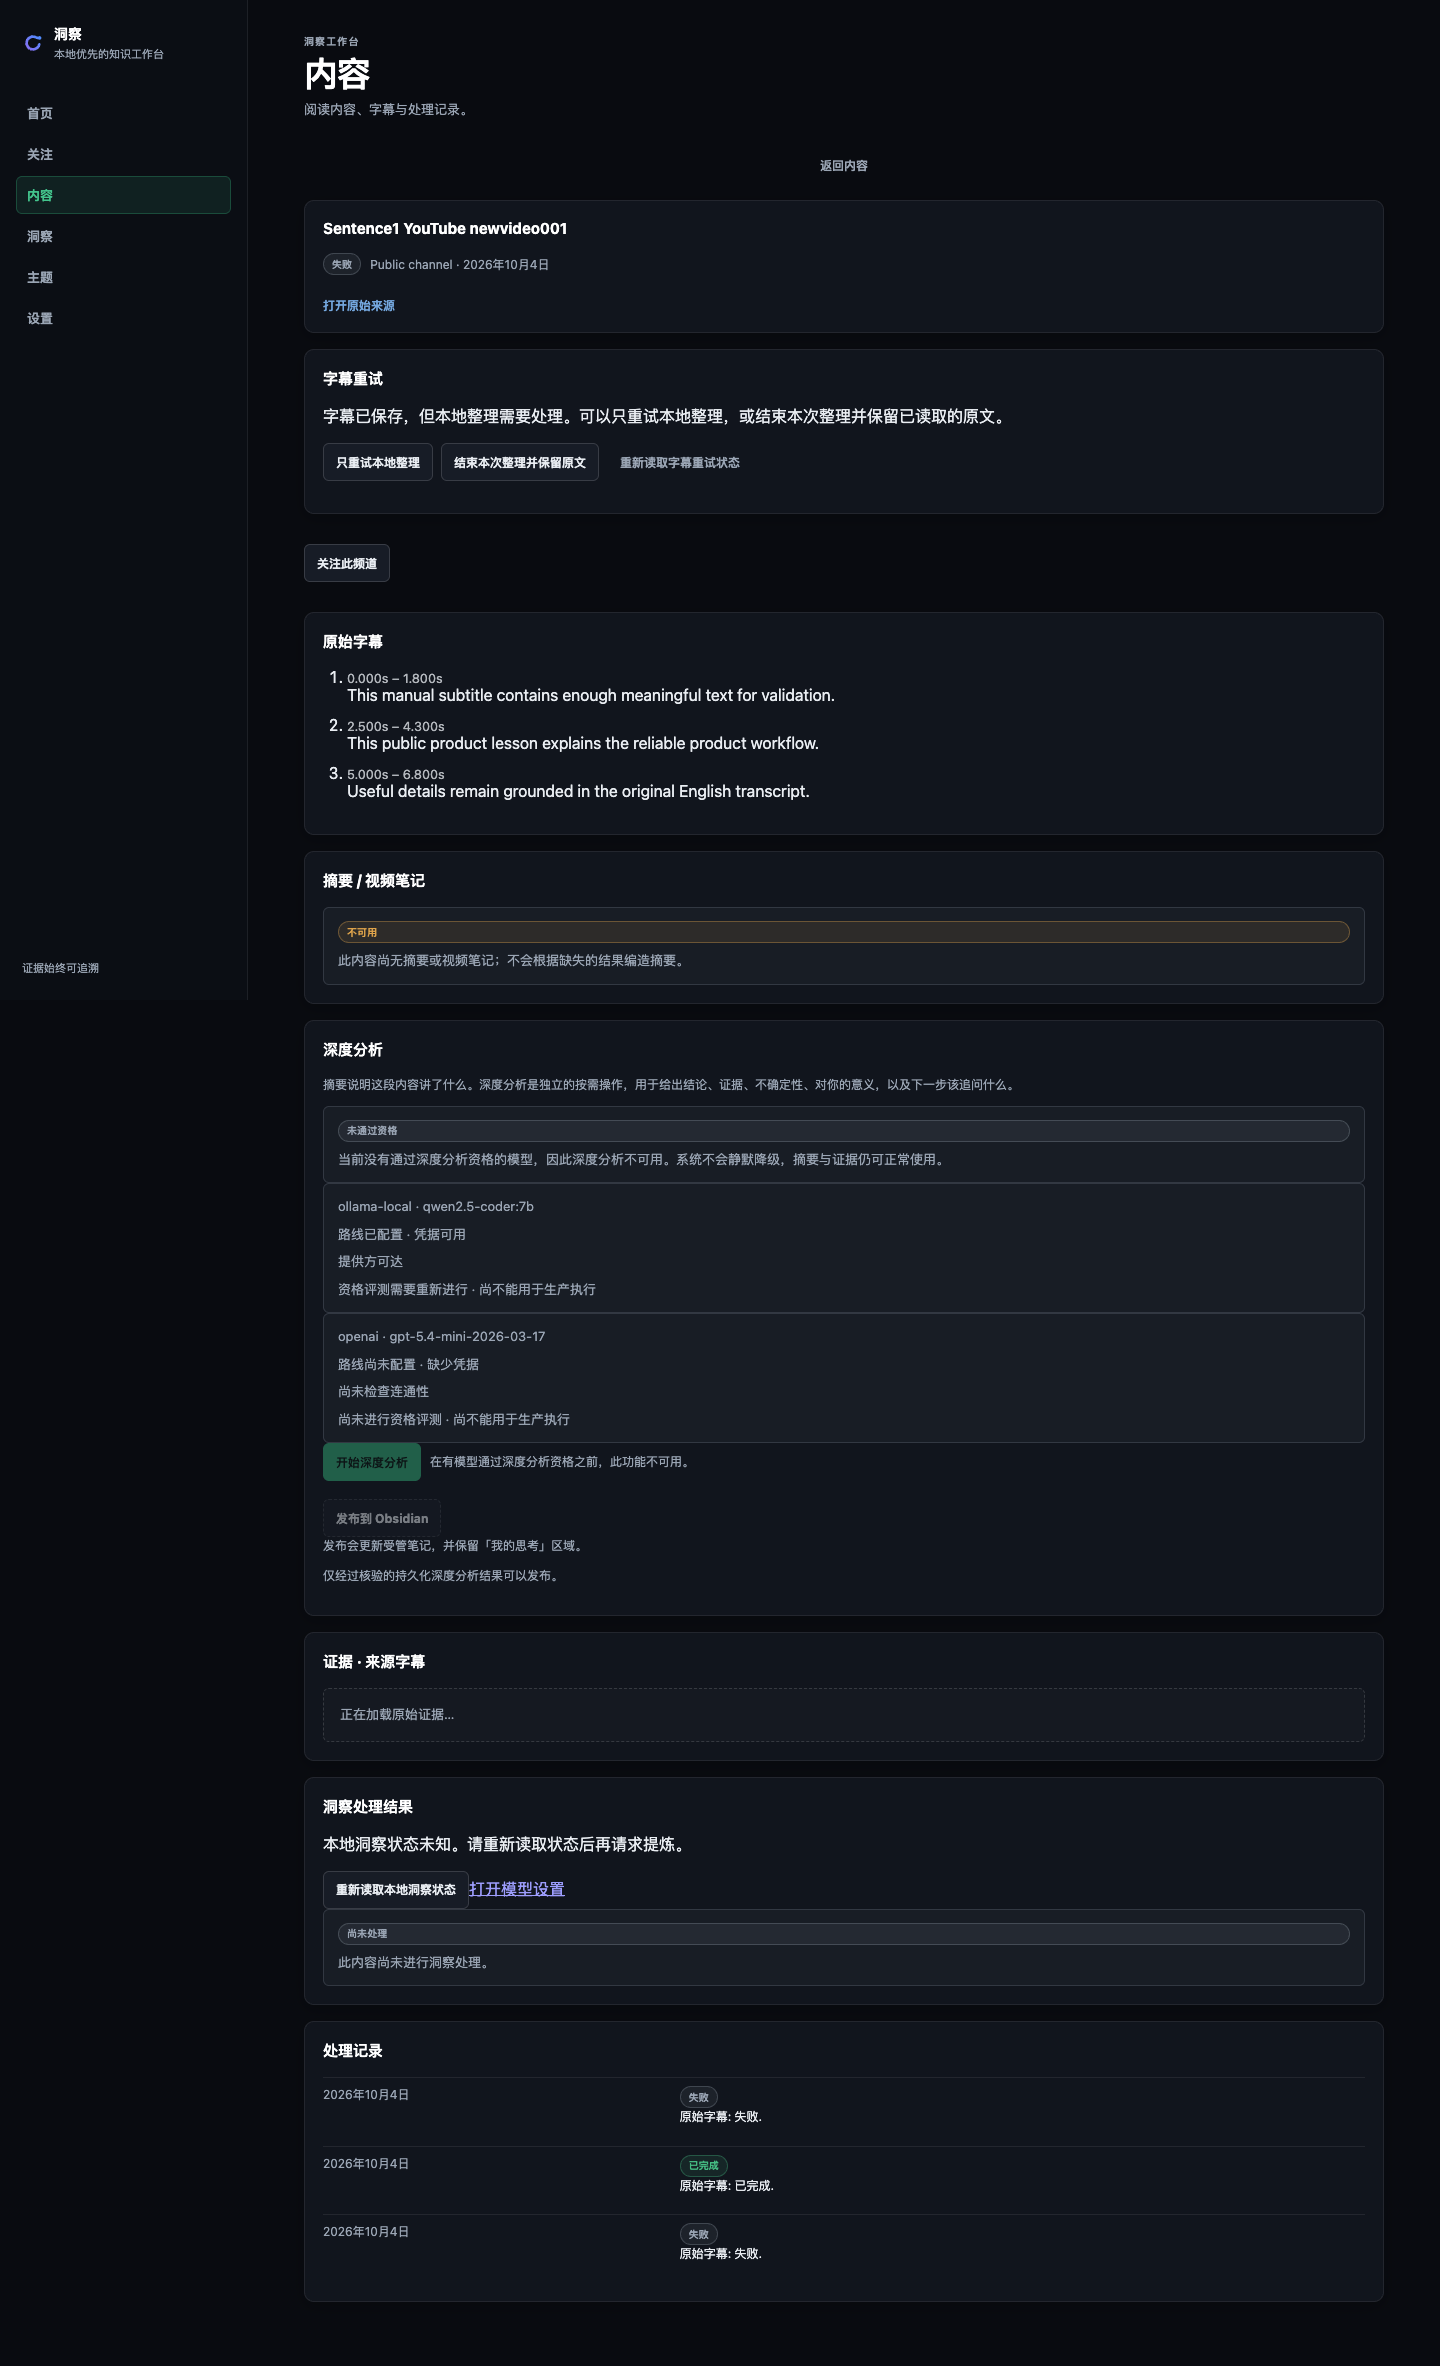 洞察
本地优先的知识工作台
首页
关注
内容
洞察
主题
设置
证据始终可追溯
洞察工作台
内容
阅读内容、字幕与处理记录。
返回内容
Sentence1 YouTube newvideo001
失败 Public channel · 2026年10月4日
打开原始来源
字幕重试
字幕已保存，但本地整理需要处理。可以只重试本地整理，或结束本次整理并保留已读取的原文。
只重试本地整理 结束本次整理并保留原文 重新读取字幕重试状态
关注此频道
原始字幕
1. 0.000s – 1.800s
This manual subtitle contains enough meaningful text for validation.
2. 2.500s – 4.300s
This public product lesson explains the reliable product workflow.
3. 5.000s – 6.800s
Useful details remain grounded in the original English transcript.
摘要 / 视频笔记
不可用
此内容尚无摘要或视频笔记；不会根据缺失的结果编造摘要。
深度分析
摘要说明这段内容讲了什么。深度分析是独立的按需操作，用于给出结论、证据、不确定性、对你的意义，以及下一步该追问什么。
未通过资格
当前没有通过深度分析资格的模型，因此深度分析不可用。系统不会静默降级，摘要与证据仍可正常使用。
ollama-local · qwen2.5-coder:7b
路线已配置 · 凭据可用
提供方可达
资格评测需要重新进行 · 尚不能用于生产执行
openai · gpt-5.4-mini-2026-03-17
路线尚未配置 · 缺少凭据
尚未检查连通性
尚未进行资格评测 · 尚不能用于生产执行
开始深度分析 在有模型通过深度分析资格之前，此功能不可用。
发布到 Obsidian
发布会更新受管笔记，并保留「我的思考」区域。
仅经过核验的持久化深度分析结果可以发布。
证据 · 来源字幕
正在加载原始证据…
洞察处理结果
本地洞察状态未知。请重新读取状态后再请求提炼。
重新读取本地洞察状态 打开模型设置
尚未处理
此内容尚未进行洞察处理。
处理记录
2026年10月4日 失败
原始字幕: 失败.
2026年10月4日 已完成
原始字幕: 已完成.
2026年10月4日 失败
原始字幕: 失败.